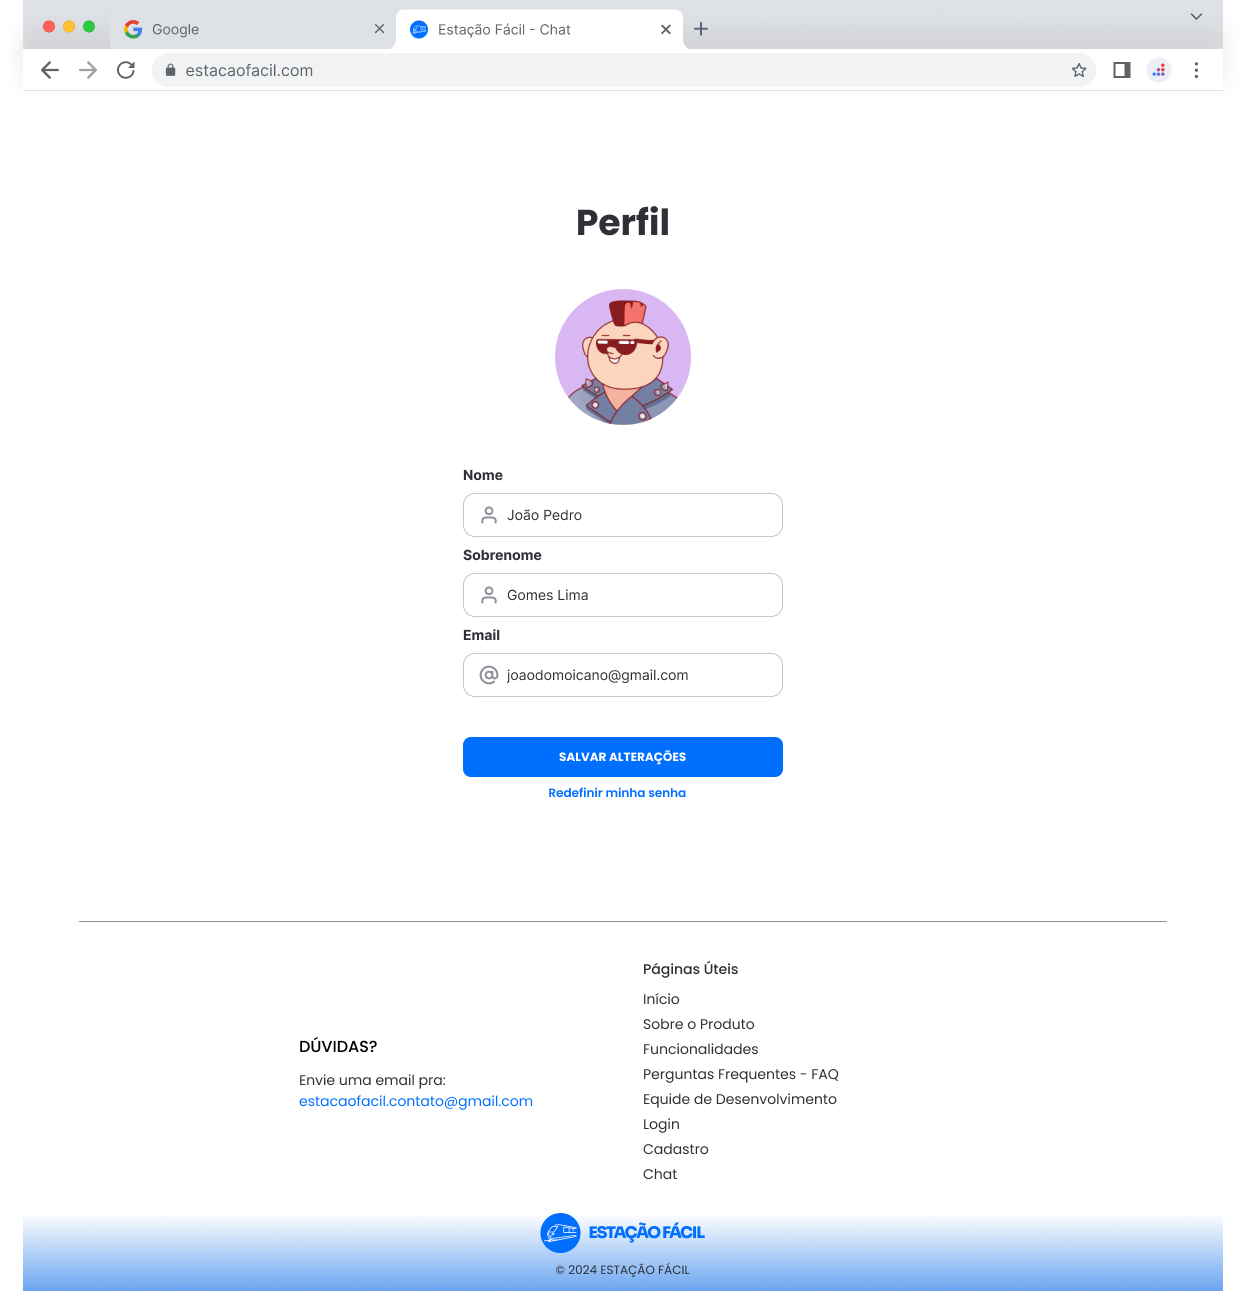 Google
Estação Fácil - Chat
estacaofacil.com
Perfil
Nome
João Pedro
Sobrenome
Gomes Lima
Email
joaodomoicano@gmail.com
SALVAR ALTERAÇÕES
Redefinir minha senha
DÚVIDAS?
Envie uma email pra:
estacaofacil.contato@gmail.com
Páginas Úteis
Início
Sobre o Produto
Funcionalidades
Perguntas Frequentes - FAQ
Equide de Desenvolvimento
Login
Cadastro
Chat
ESTAÇÃO FÁCIL
© 2024 ESTAÇÃO FÁCIL